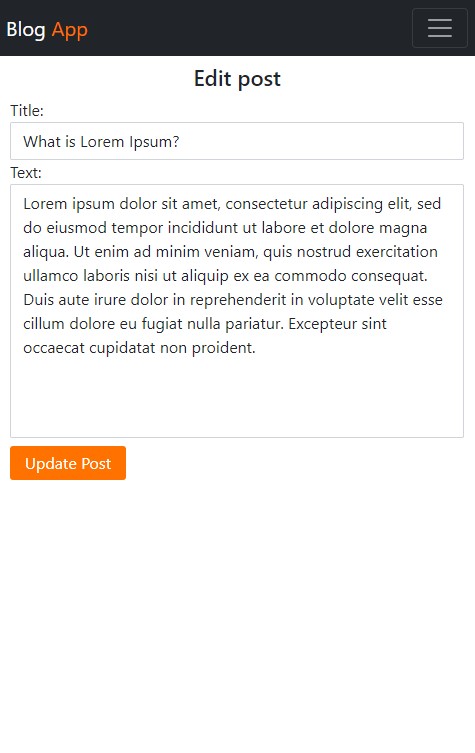 Blog App
Edit post
Title:
What is Lorem Ipsum?
Text:
Lorem ipsum dolor sit amet, consectetur adipiscing elit, sed
do eiusmod tempor incididunt ut labore et dolore magna
aliqua. Ut enim ad minim veniam, quis nostrud exercitation
ullamco laboris nisi ut aliquip ex ea commodo consequat.
Duis aute irure dolor in reprehenderit in voluptate velit esse
cillum dolore eu fugiat nulla pariatur. Excepteur sint
occaecat cupidatat non proident.
Update Post